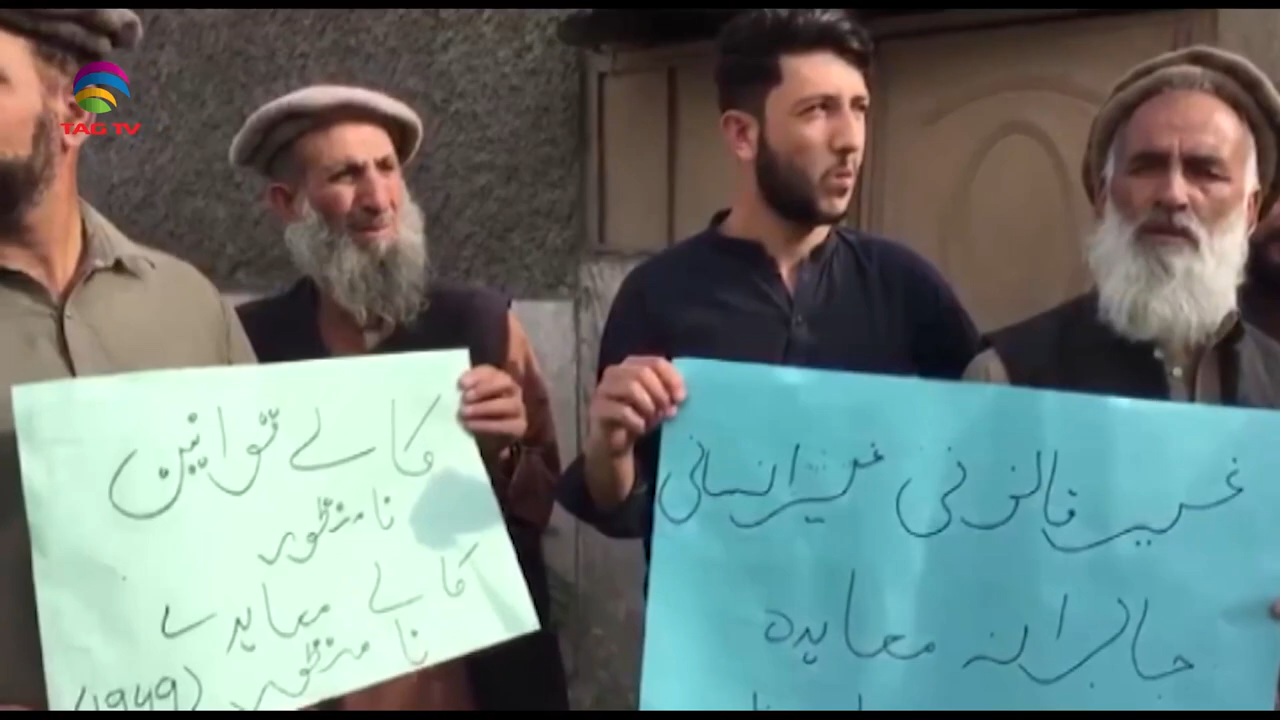 TAG TV
کالے قوانین
نامنظور
کالے معاہدے
نامنظور (1949)
غیر قانونی غیر انسانی
جابرانہ معاہدہ